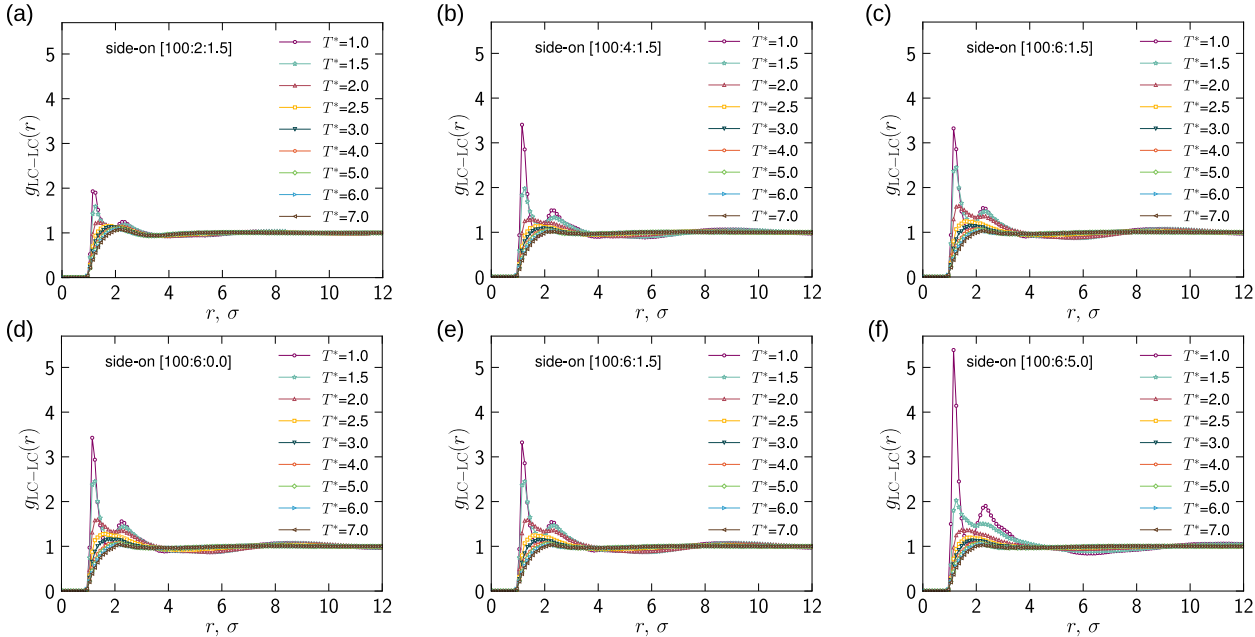 (a)
side-on [100:2:1.5]
T*=1.0
T*=1.5
T*=2.0
T*=2.5
T*=3.0
T*=4.0
T*=5.0
T*=6.0
T*=7.0
g_LC−LC(r)
5
4
3
2
1
0
0 2 4 6 8 10 12
r, σ
(b)
side-on [100:4:1.5]
T*=1.0
T*=1.5
T*=2.0
T*=2.5
T*=3.0
T*=4.0
T*=5.0
T*=6.0
T*=7.0
g_LC−LC(r)
5
4
3
2
1
0
0 2 4 6 8 10 12
r, σ
(c)
side-on [100:6:1.5]
T*=1.0
T*=1.5
T*=2.0
T*=2.5
T*=3.0
T*=4.0
T*=5.0
T*=6.0
T*=7.0
g_LC−LC(r)
5
4
3
2
1
0
0 2 4 6 8 10 12
r, σ
(d)
side-on [100:6:0.0]
T*=1.0
T*=1.5
T*=2.0
T*=2.5
T*=3.0
T*=4.0
T*=5.0
T*=6.0
T*=7.0
g_LC−LC(r)
5
4
3
2
1
0
0 2 4 6 8 10 12
r, σ
(e)
side-on [100:6:1.5]
T*=1.0
T*=1.5
T*=2.0
T*=2.5
T*=3.0
T*=4.0
T*=5.0
T*=6.0
T*=7.0
g_LC−LC(r)
5
4
3
2
1
0
0 2 4 6 8 10 12
r, σ
(f)
side-on [100:6:5.0]
T*=1.0
T*=1.5
T*=2.0
T*=2.5
T*=3.0
T*=4.0
T*=5.0
T*=6.0
T*=7.0
g_LC−LC(r)
5
4
3
2
1
0
0 2 4 6 8 10 12
r, σ